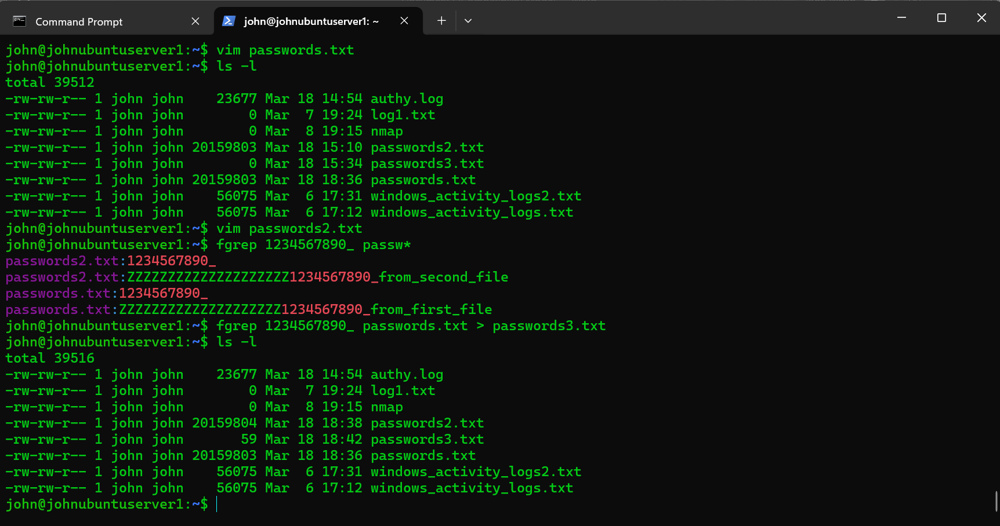 Command Prompt
john@johnubuntuserver1: ~
john@johnubuntuserver1:~$ vim passwords.txt
john@johnubuntuserver1:~$ ls -l
total 39512
-rw-rw-r-- 1 john john    23677 Mar 18 14:54 authy.log
-rw-rw-r-- 1 john john        0 Mar  7 19:24 log1.txt
-rw-rw-r-- 1 john john        0 Mar  8 19:15 nmap
-rw-rw-r-- 1 john john 20159803 Mar 18 15:10 passwords2.txt
-rw-rw-r-- 1 john john        0 Mar 18 15:34 passwords3.txt
-rw-rw-r-- 1 john john 20159803 Mar 18 18:36 passwords.txt
-rw-rw-r-- 1 john john    56075 Mar  6 17:31 windows_activity_logs2.txt
-rw-rw-r-- 1 john john    56075 Mar  6 17:12 windows_activity_logs.txt
john@johnubuntuserver1:~$ vim passwords2.txt
john@johnubuntuserver1:~$ fgrep 1234567890_ passw*
passwords2.txt:1234567890_
passwords2.txt:ZZZZZZZZZZZZZZZZZZZZ1234567890_from_second_file
passwords.txt:1234567890_
passwords.txt:ZZZZZZZZZZZZZZZZZZZZ1234567890_from_first_file
john@johnubuntuserver1:~$ fgrep 1234567890_ passwords.txt > passwords3.txt
john@johnubuntuserver1:~$ ls -l
total 39516
-rw-rw-r-- 1 john john    23677 Mar 18 14:54 authy.log
-rw-rw-r-- 1 john john        0 Mar  7 19:24 log1.txt
-rw-rw-r-- 1 john john        0 Mar  8 19:15 nmap
-rw-rw-r-- 1 john john 20159804 Mar 18 18:38 passwords2.txt
-rw-rw-r-- 1 john john       59 Mar 18 18:42 passwords3.txt
-rw-rw-r-- 1 john john 20159803 Mar 18 18:36 passwords.txt
-rw-rw-r-- 1 john john    56075 Mar  6 17:31 windows_activity_logs2.txt
-rw-rw-r-- 1 john john    56075 Mar  6 17:12 windows_activity_logs.txt
john@johnubuntuserver1:~$